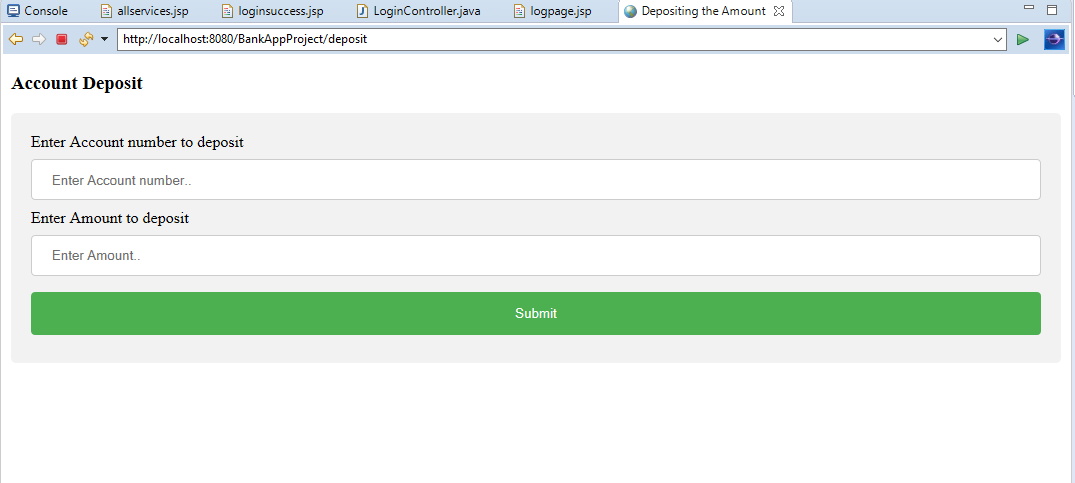 Console allservices.jsp loginsuccess.jsp LoginController.java logpage.jsp Depositing the Amount
http://localhost:8080/BankAppProject/deposit
Account Deposit
Enter Account number to deposit
Enter Account number..
Enter Amount to deposit
Enter Amount..
Submit